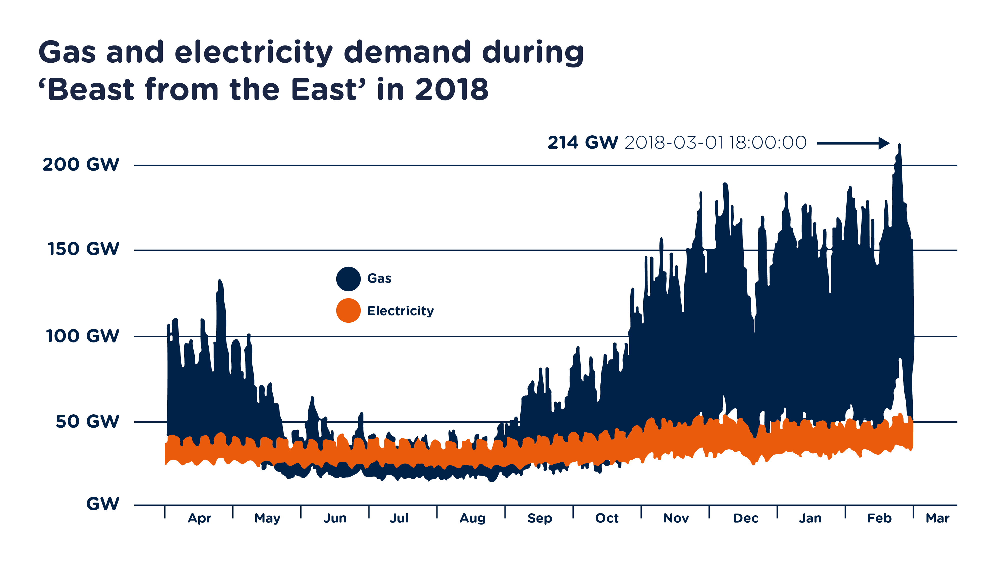 Gas and electricity demand during
‘Beast from the East’ in 2018
214 GW 2018-03-01 18:00:00
200 GW
150 GW
Gas
Electricity
100 GW
50 GW
GW
Apr May Jun Jul Aug Sep Oct Nov Dec Jan Feb Mar